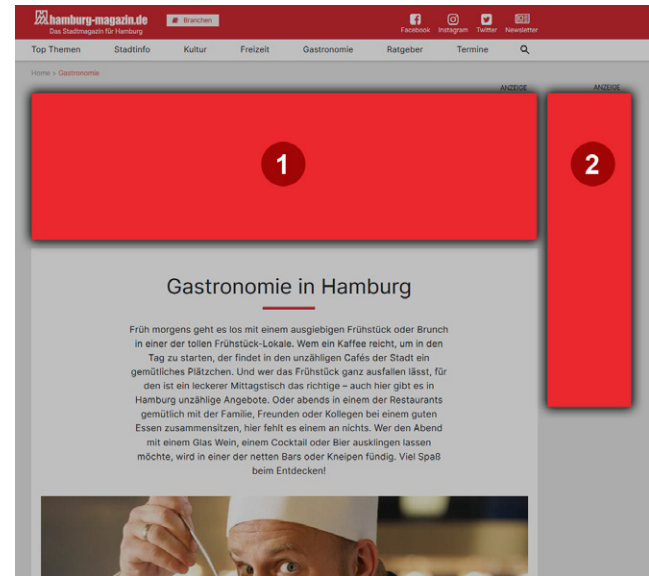 hamburg-magazin.de
Das Stadtmagazin für Hamburg
Branchen
Facebook Instagram Twitter Newsletter
Top Themen Stadtinfo Kultur Freizeit Gastronomie Ratgeber Termine
Home > Gastronomie
ANZEIGE ANZEIGE
1 2
Gastronomie in Hamburg
Früh morgens geht es los mit einem ausgiebigen Frühstück oder Brunch
in einer der tollen Frühstück-Lokale. Wem ein Kaffee reicht, um in den
Tag zu starten, der findet in den unzähligen Cafés der Stadt ein
gemütliches Plätzchen. Und wer das Frühstück ganz ausfallen lässt, für
den ist ein leckerer Mittagstisch das richtige – auch hier gibt es in
Hamburg unzählige Angebote. Oder abends in einem der Restaurants
gemütlich mit der Familie, Freunden oder Kollegen bei einem guten
Essen zusammensitzen, hier fehlt es einem an nichts. Wer den Abend
mit einem Glas Wein, einem Cocktail oder Bier ausklingen lassen
möchte, wird in einer der netten Bars oder Kneipen fündig. Viel Spaß
beim Entdecken!